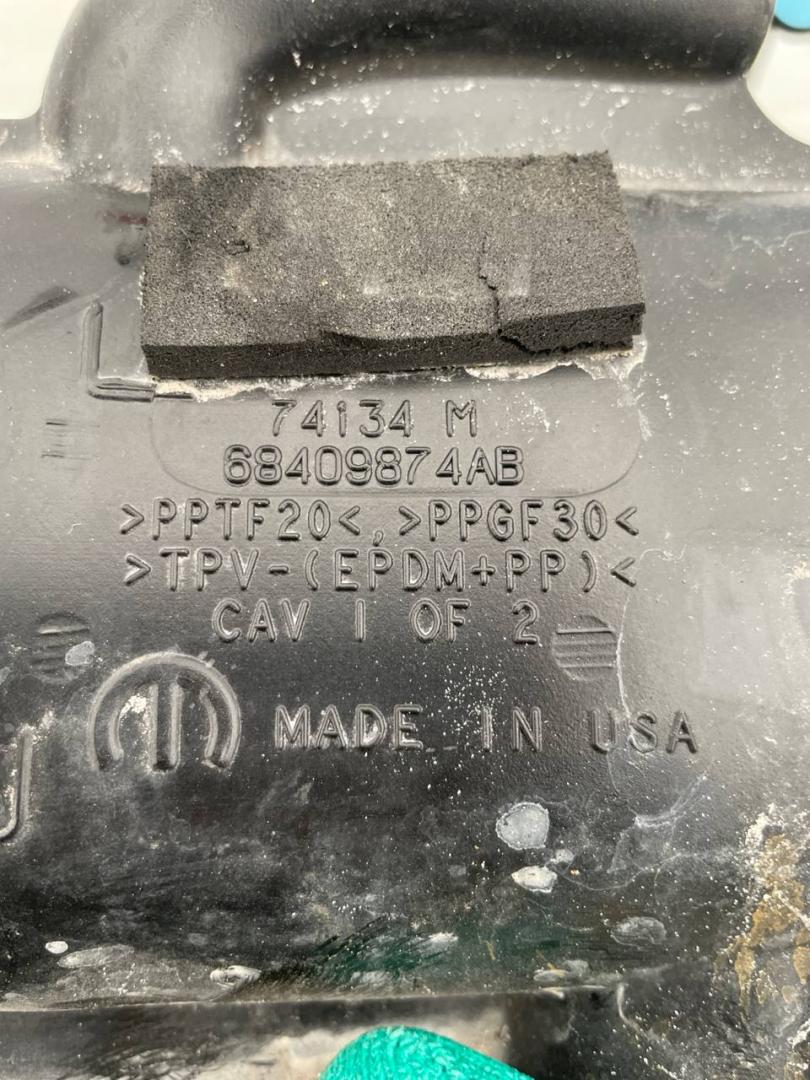 74134 M
68409874AB
>PPTF20<,>PPGF30<
>TPV-(EPDM+PP)<
CAV 1 OF 2
MADE IN USA